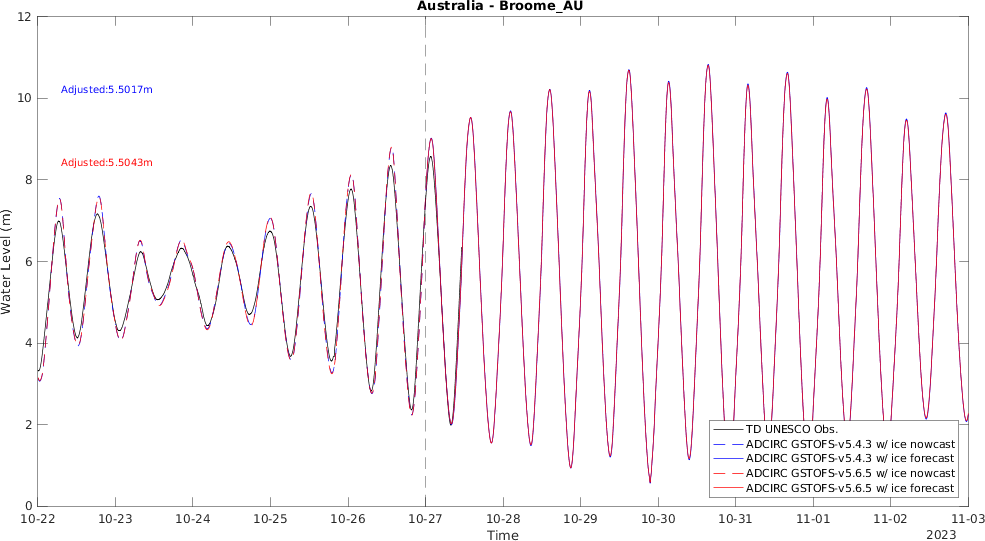 Australia - Broome_AU
12
10
8
6
4
2
0
Water Level (m)
Adjusted:5.5017m
Adjusted:5.5043m
TD UNESCO Obs.
ADCIRC GSTOFS-v5.4.3 w/ ice nowcast
ADCIRC GSTOFS-v5.4.3 w/ ice forecast
ADCIRC GSTOFS-v5.6.5 w/ ice nowcast
ADCIRC GSTOFS-v5.6.5 w/ ice forecast
10-22 10-23 10-24 10-25 10-26 10-27 10-28 10-29 10-30 10-31 11-01 11-02 11-03
Time
2023